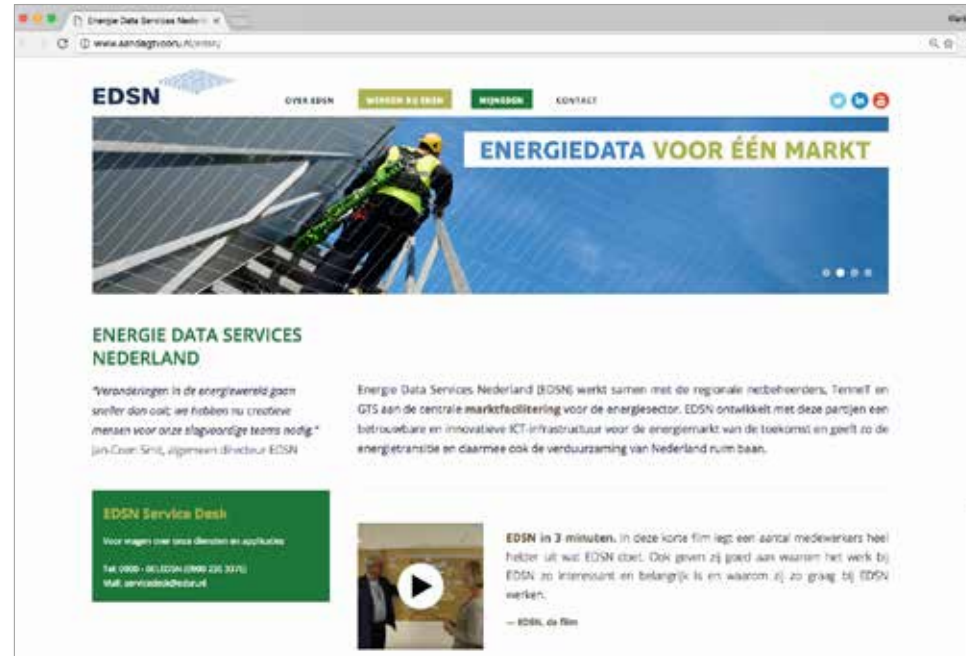 Energie Data Services Neder
EDSN
OVER EDSN
WERKEN BIJ EDSN
MIJNEDSN
CONTACT
ENERGIEDATA VOOR ÉÉN MARKT
ENERGIE DATA SERVICES
NEDERLAND
"Veranderingen in de energiewereld gaan
sneller dan ooit; we hebben nu creatieve
mensen voor onze slagvaardige teams nodig."
Jan-Coen Smit, algemeen directeur EDSN
Energie Data Services Nederland (EDSN) werkt samen met de regionale netbeheerders, TenneT en
GTS aan de centrale marktfacilitering voor de energiesector. EDSN ontwikkelt met deze partijen een
betrouwbare en innovatieve ICT-infrastructuur voor de energiemarkt van de toekomst en geeft zo de
energietransitie en daarmee ook de verduurzaming van Nederland ruim baan.
EDSN Service Desk
Voor vragen over onze diensten en applicaties
Tel: 0900 -
Mail: servicedesk@edsn.nl
EDSN in 3 minuten. In deze korte film legt een aantal medewerkers heel
helder uit wat EDSN doet. Ook geven zij goed aan waarom het werk bij
EDSN zo interessant en belangrijk is en waarom zij zo graag bij EDSN
werken.
— EDSN, de film